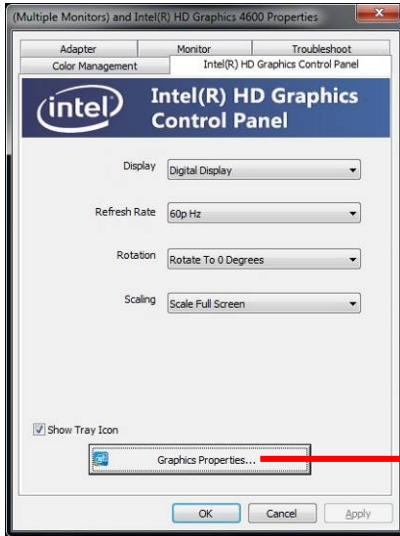 (Multiple Monitors) and Intel(R) HD Graphics 4600 Properties
Adapter Monitor Troubleshoot
Color Management Intel(R) HD Graphics Control Panel
intel Intel(R) HD Graphics
Control Panel
Display Digital Display
Refresh Rate 60p Hz
Rotation Rotate To 0 Degrees
Scaling Scale Full Screen
Show Tray Icon
Graphics Properties...
OK Cancel Apply